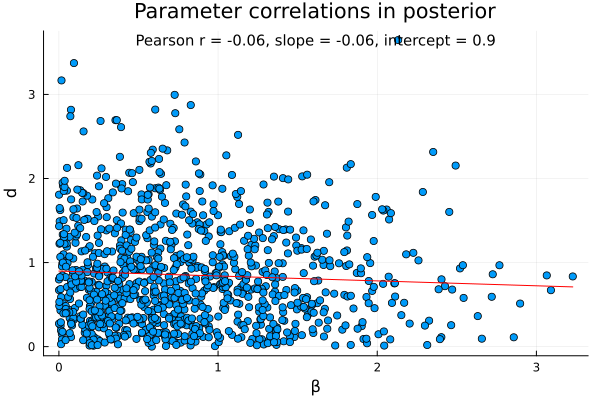 Parameter correlations in posterior
Pearson r = -0.06, slope = -0.06, intercept = 0.9
d
3
2
1
0
0 1 2 3
β